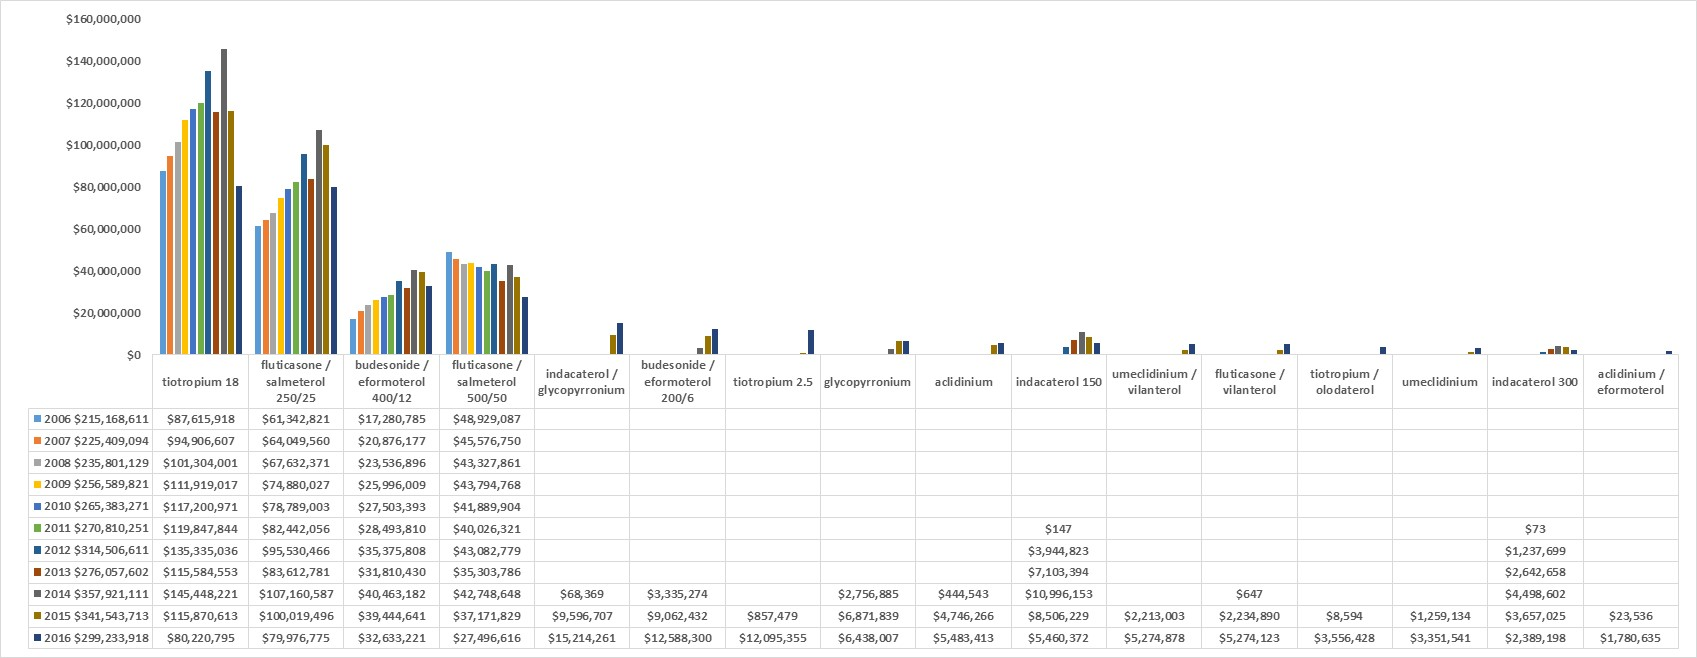 $160,000,000
$140,000,000
$120,000,000
$100,000,000
$80,000,000
$60,000,000
$40,000,000
$20,000,000
$0
tiotropium 18
fluticasone /
salmeterol
250/25
budesonide /
eformoterol
400/12
fluticasone /
salmeterol
500/50
indacaterol /
glycopyrronium
budesonide /
eformoterol
200/6
tiotropium 2.5
glycopyrronium
aclidinium
indacaterol 150
umeclidinium /
vilanterol
fluticasone /
vilanterol
tiotropium /
olodaterol
umeclidinium
indacaterol 300
aclidinium /
eformoterol
2006 $215,168,611 $87,615,918 $61,342,821 $17,280,785 $48,929,087
2007 $225,409,094 $94,906,607 $64,049,560 $20,876,177 $45,576,750
2008 $235,801,129 $101,304,001 $67,632,371 $23,536,896 $43,327,861
2009 $256,589,821 $111,919,017 $74,880,027 $25,996,009 $43,794,768
2010 $265,383,271 $117,200,971 $78,789,003 $27,503,393 $41,889,904
2011 $270,810,251 $119,847,844 $82,442,056 $28,493,810 $40,026,321 $147 $73
2012 $314,506,611 $135,335,036 $95,530,466 $35,375,808 $43,082,779 $3,944,823 $1,237,699
2013 $276,057,602 $115,584,553 $83,612,781 $31,810,430 $35,303,786 $7,103,394 $2,642,658
2014 $357,921,111 $145,448,221 $107,160,587 $40,463,182 $42,748,648 $68,369 $3,335,274 $2,756,885 $444,543 $10,996,153 $647 $4,498,602
2015 $341,543,713 $115,870,613 $100,019,496 $39,444,641 $37,171,829 $9,596,707 $9,062,432 $857,479 $6,871,839 $4,746,266 $8,506,229 $2,213,003 $2,234,890 $8,594 $1,259,134 $3,657,025 $23,536
2016 $299,233,918 $80,220,795 $79,976,775 $32,633,221 $27,496,616 $15,214,261 $12,588,300 $12,095,355 $6,438,007 $5,483,413 $5,460,372 $5,274,878 $5,274,123 $3,556,428 $3,351,541 $2,389,198 $1,780,635